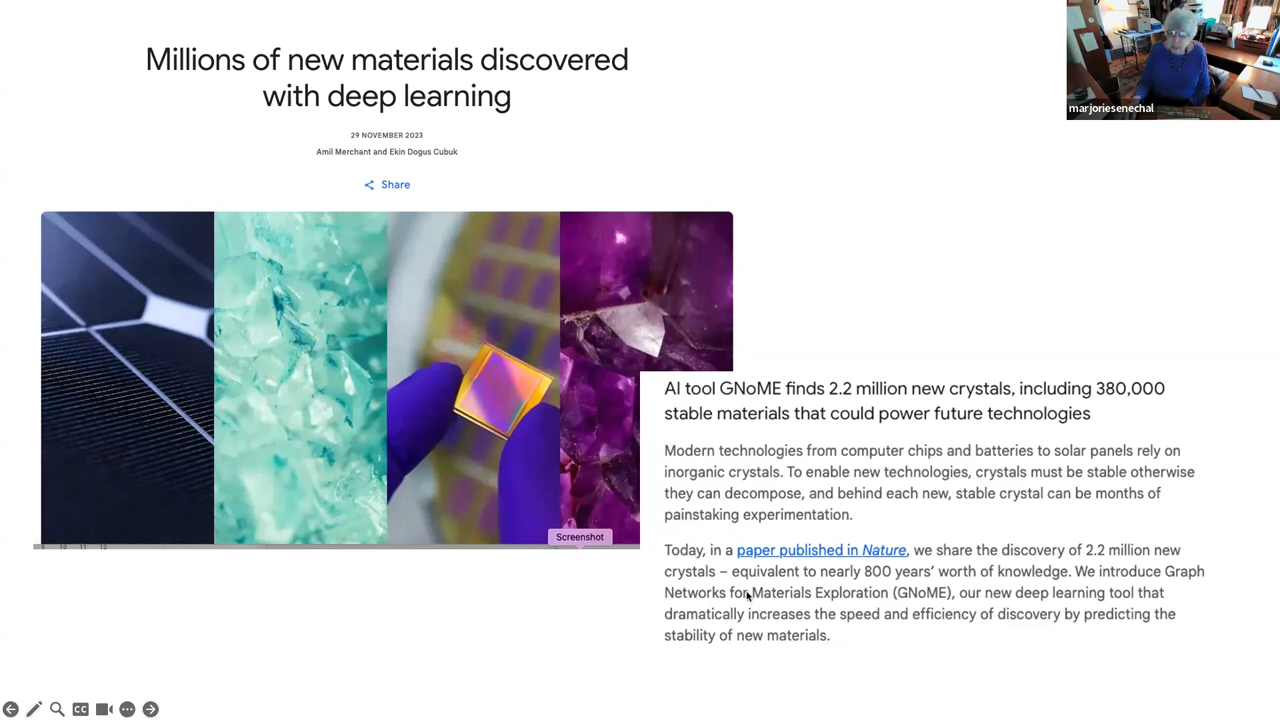 Millions of new materials discovered
with deep learning
29 NOVEMBER 2023
Amil Merchant and Ekin Dogus Cubuk
Share
marjoriesenechal
AI tool GNoME finds 2.2 million new crystals, including 380,000
stable materials that could power future technologies
Modern technologies from computer chips and batteries to solar panels rely on
inorganic crystals. To enable new technologies, crystals must be stable otherwise
they can decompose, and behind each new, stable crystal can be months of
painstaking experimentation.
Screenshot
10 11 12
Today, in a paper published in Nature, we share the discovery of 2.2 million new
crystals – equivalent to nearly 800 years’ worth of knowledge. We introduce Graph
Networks for Materials Exploration (GNoME), our new deep learning tool that
dramatically increases the speed and efficiency of discovery by predicting the
stability of new materials.
CC